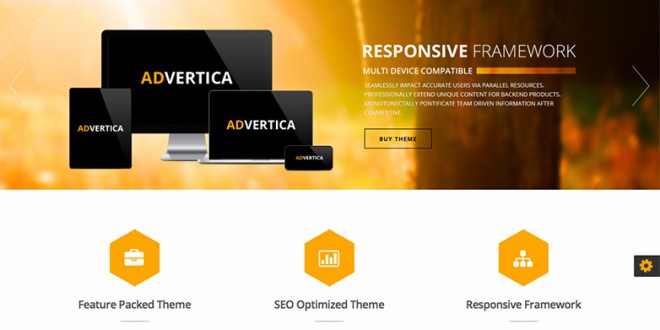 RESPONSIVE FRAMEWORK
MULTI DEVICE COMPATIBLE
SEAMLESSLY IMPACT ACCURATE USERS VIA PARALLEL RESOURCES.
PROFESSIONALLY EXTEND UNIQUE CONTENT FOR BACKEND PRODUCTS.
MONOTONECTALLY PONTIFICATE TEAM DRIVEN INFORMATION AFTER
COMPETITIVE.
BUY THEME
ADVERTICA
ADVERTICA
ADVERTICA
ADVERTICA
Feature Packed Theme
SEO Optimized Theme
Responsive Framework